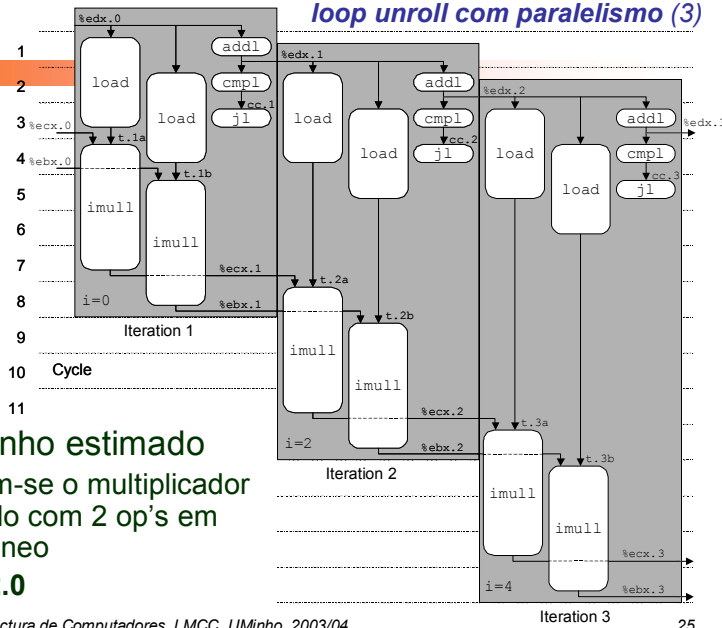 loop unroll com paralelismo (3)
%edx.0
addl
1
%edx.1
load
cmpl
addl
2
load
load
%edx.2
cc.1
jl
cmpl
addl
3
%ecx.0
t.1a
cc.2
%edx.3
load
load
jl
cmpl
4
%ebx.0
t.1b
load
cc.3
jl
5
imull
6
imull
7
%ecx.1
t.2a
8
i=0
%ebx.1
t.2b
Iteration 1
9
imull
10
Cycle
imull
11
%ecx.2
t.3a
nho estimado
i=2
%ebx.2
t.3b
m-se o multiplicador
Iteration 2
do com 2 op's em
imull
neo
imull
.0
%ecx.3
i=4
%ebx.3
Iteration 3
ctura de Computadores, LMCC, UMinho, 2003/04
25